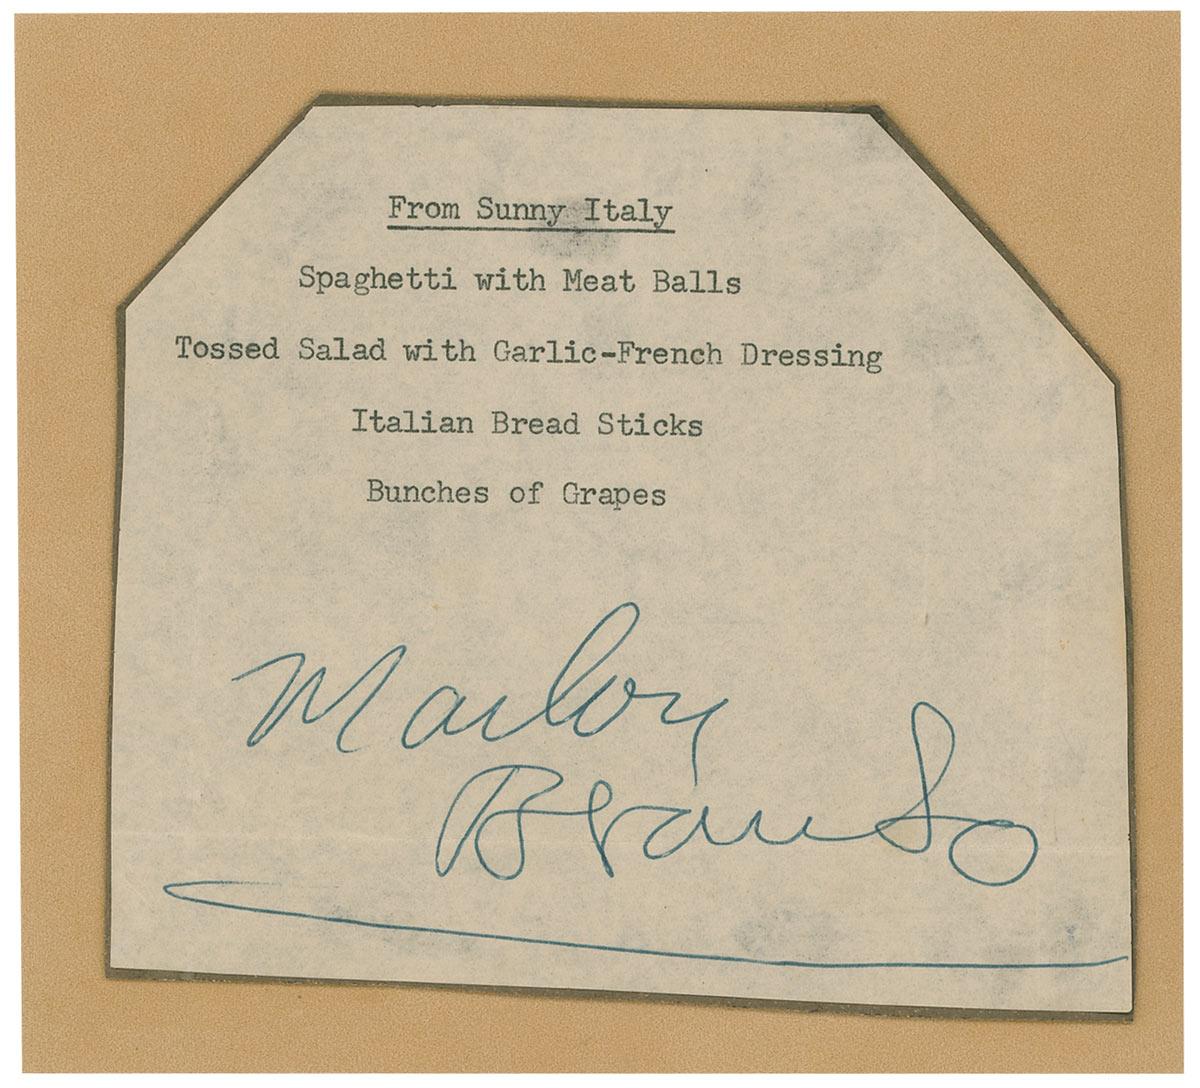 From Sunny Italy
Spaghetti with Meat Balls
Tossed Salad with Garlic-French Dressing
Italian Bread Sticks
Bunches of Grapes
Marlon
Brando